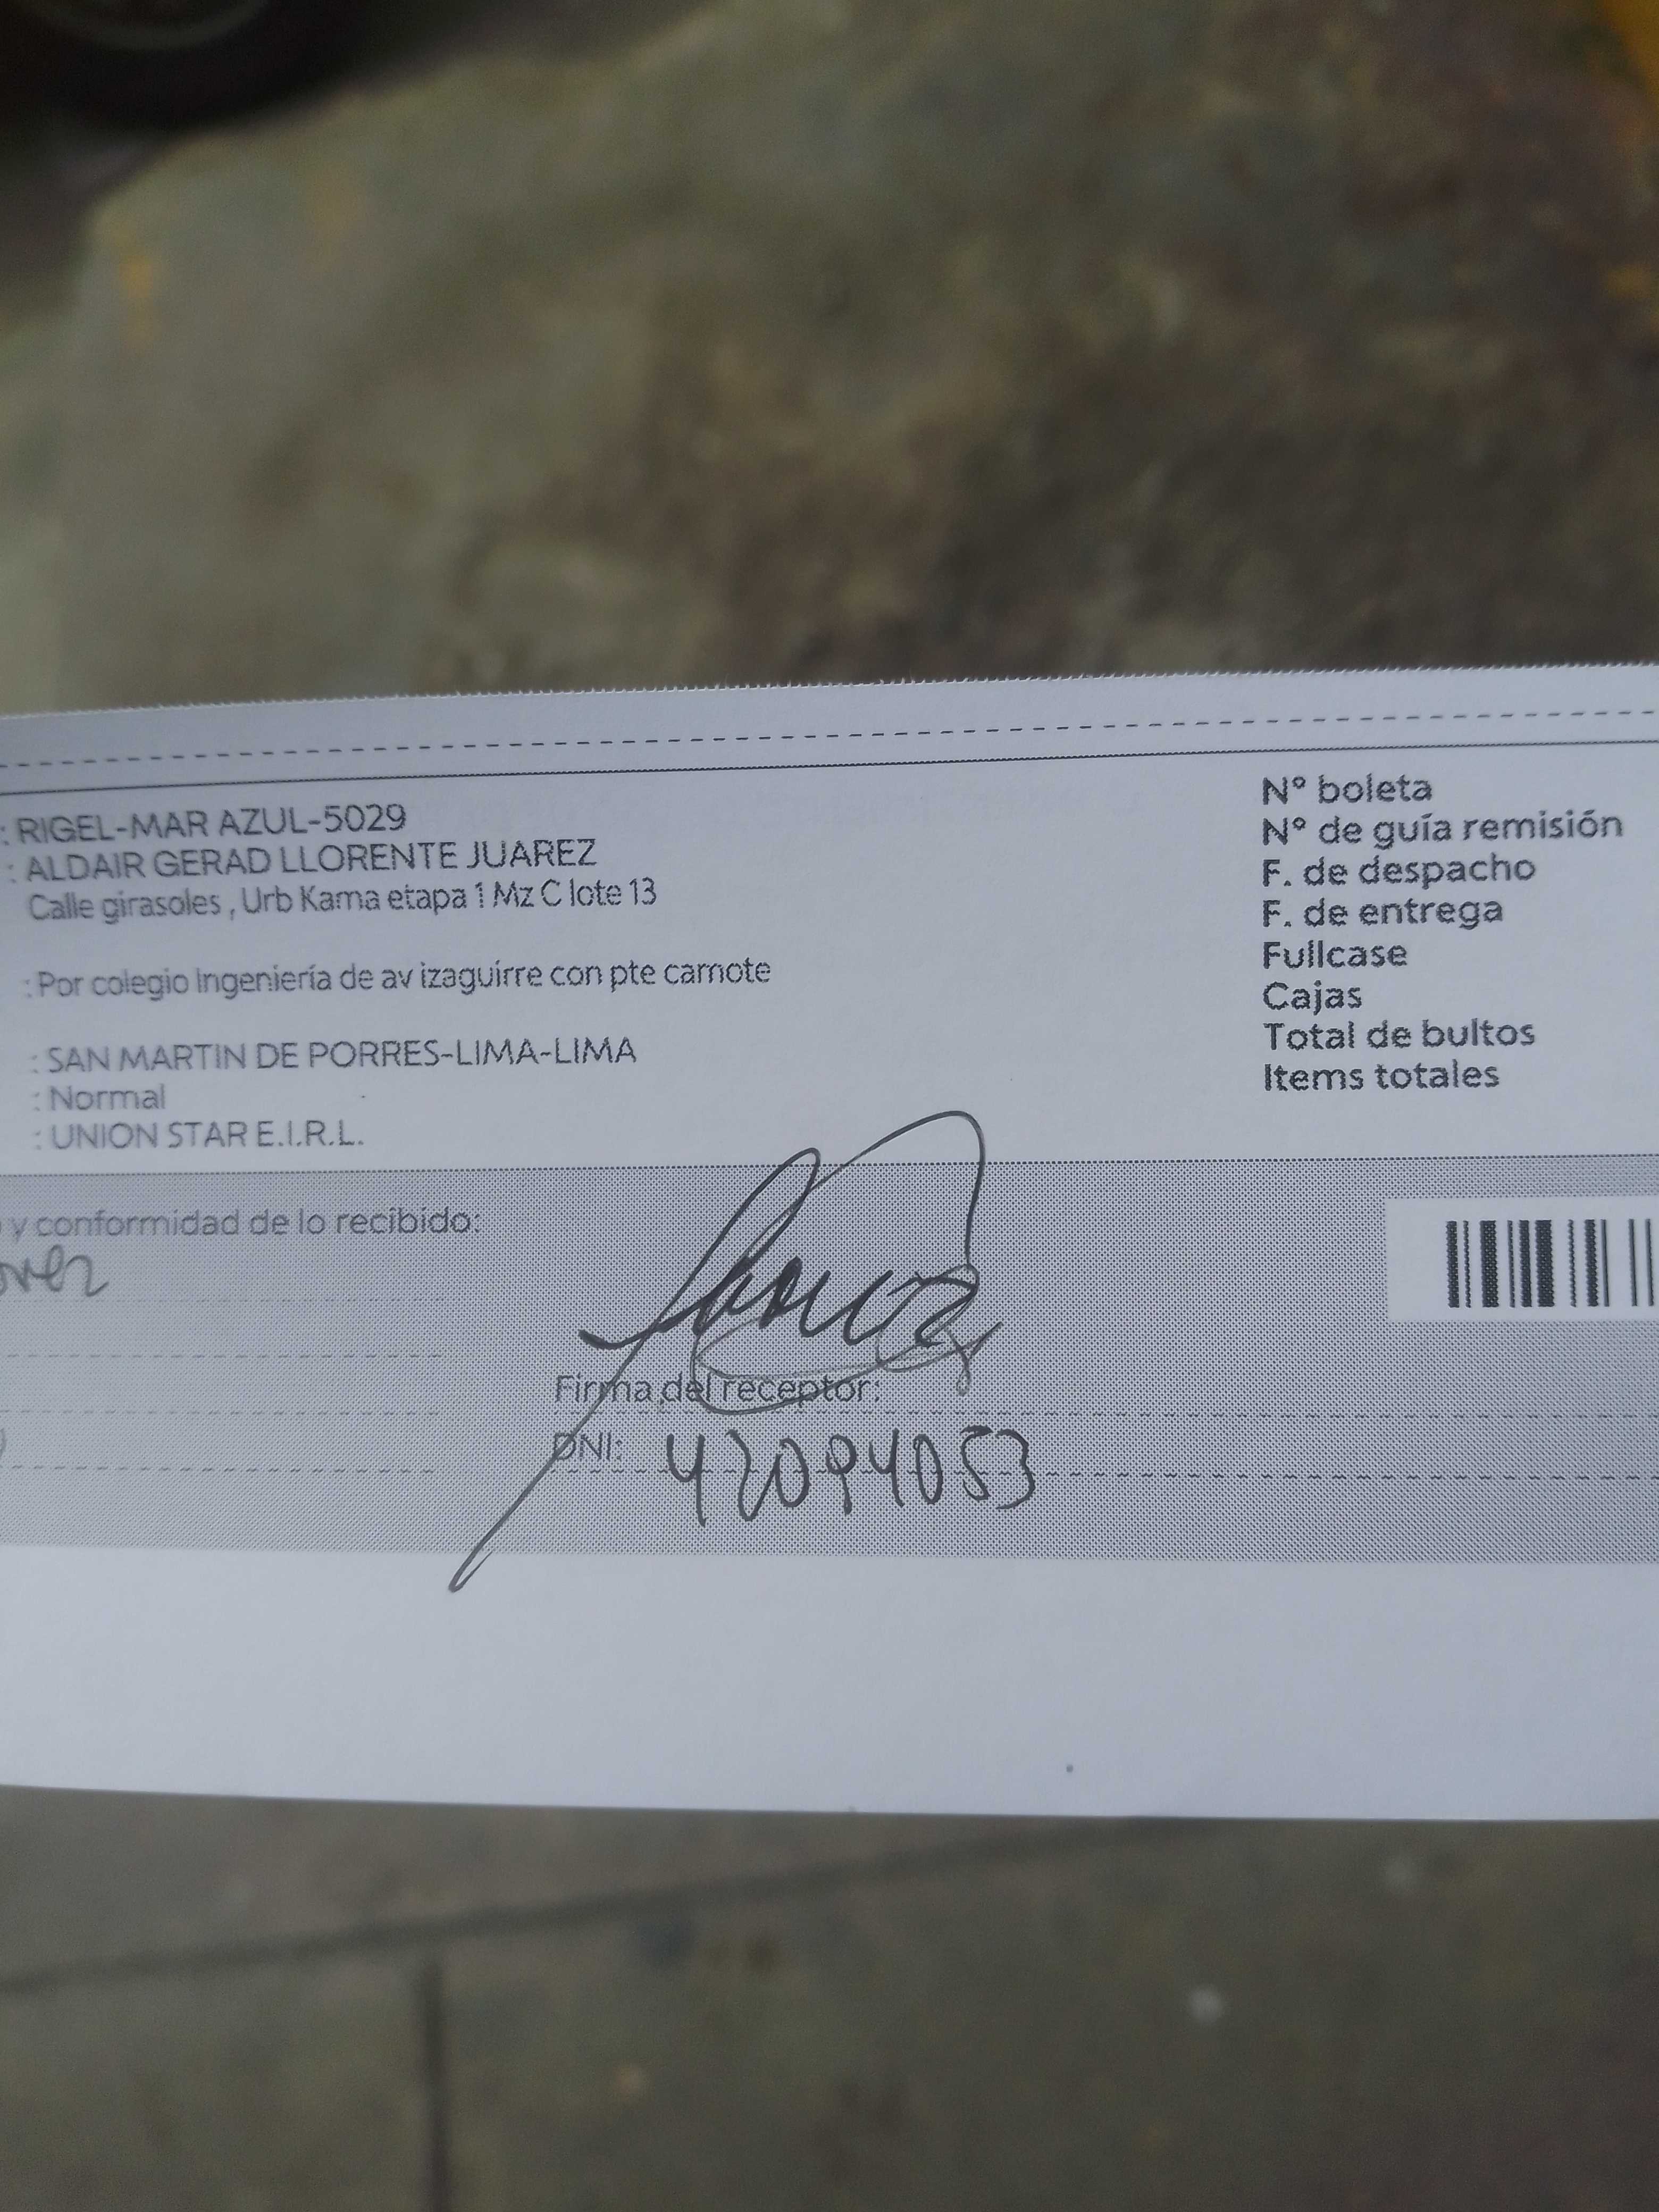 : RIGEL-MAR AZUL-5029
: ALDAIR GERAD LLORENTE JUAREZ
Calle girasoles , Urb Kama etapa 1 Mz C lote 13
: Por colegio Ingeniería de av izaguirre con pte camote
: SAN MARTIN DE PORRES-LIMA-LIMA
: Normal
: UNION STAR E.I.R.L.
N° boleta
N° de guía remisión
F. de despacho
F. de entrega
Fullcase
Cajas
Total de bultos
Items totales
y conformidad de lo recibido:
Firma del receptor:
DNI: 42094053